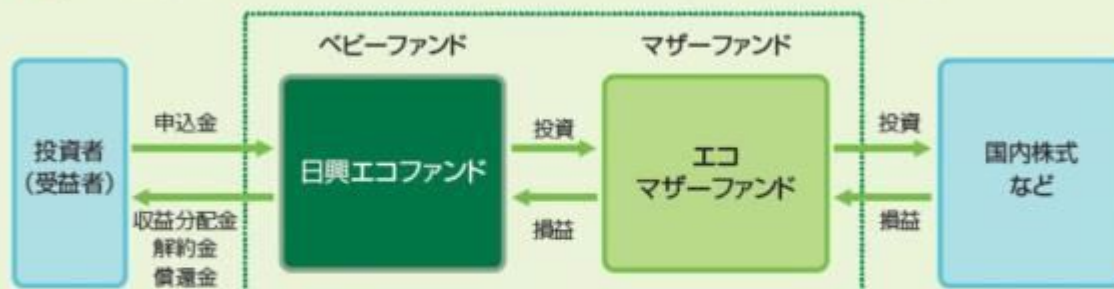 ベビーファンド
マザーファンド
投資者
(受益者)
申込金
収益分配金
解約金
償還金
日興エコファンド
投資
損益
エコ
マザーファンド
投資
損益
国内株式
など